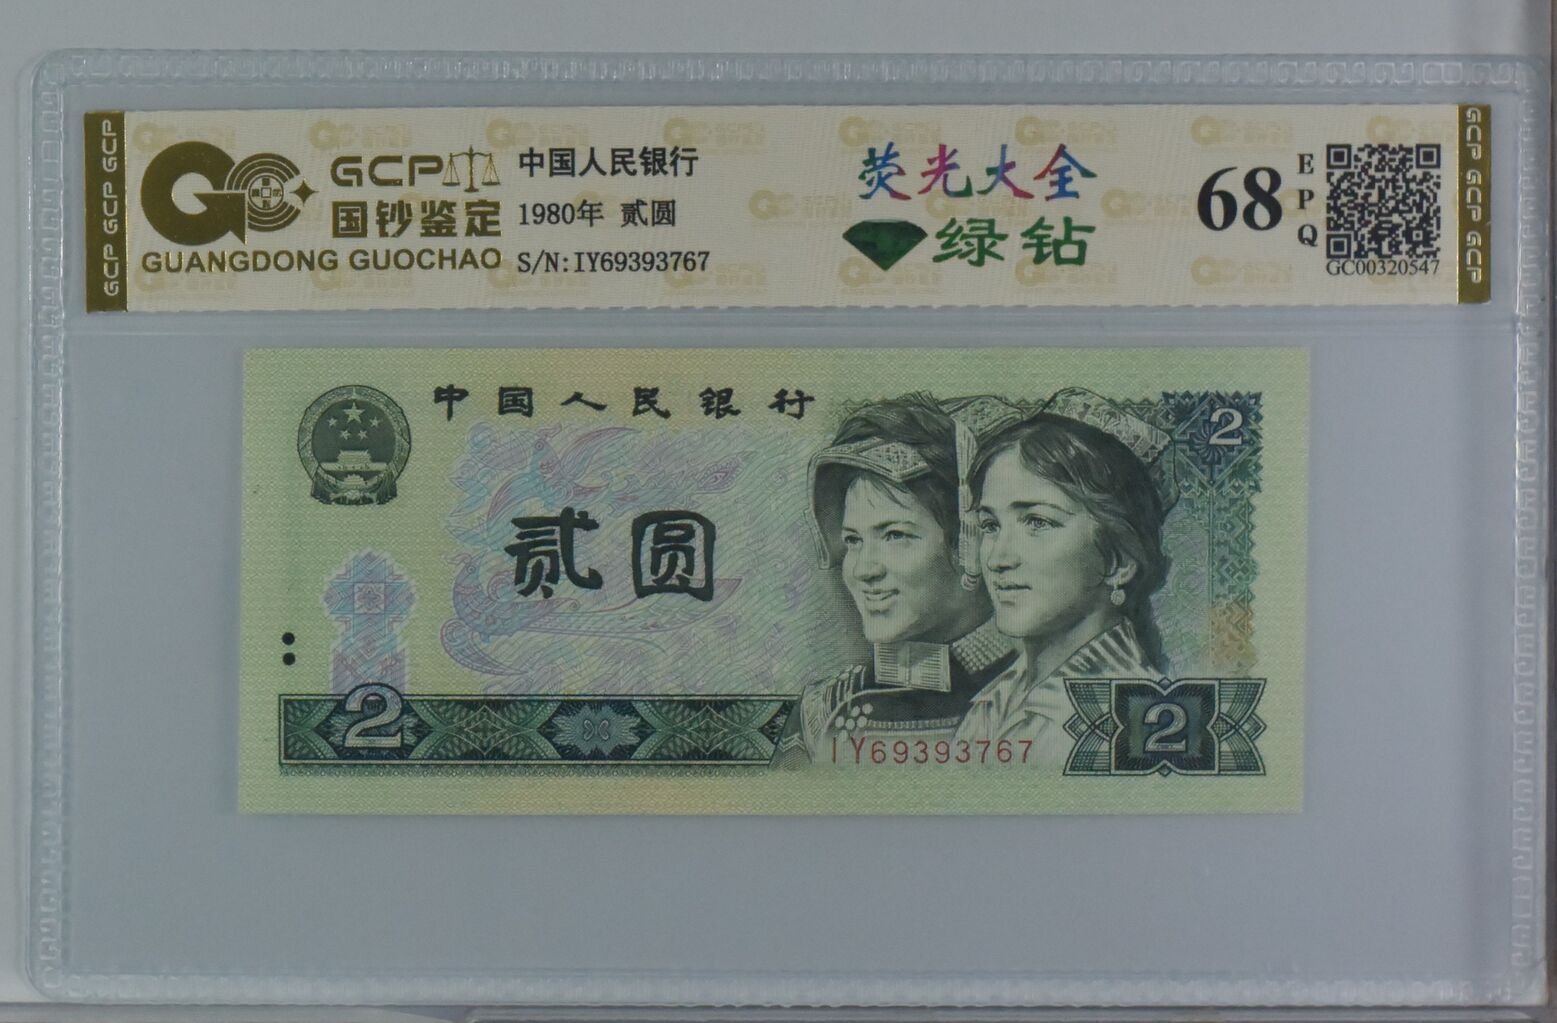 GCP
国钞鉴定
GUANGDONG GUOCHAO
中国人民银行
1980年 贰圆
S/N:IY69393767
荧光大全
绿钻
68
EPQ
GC00320547
GCP GCP GCP
GCP GCP GCP
中国人民银行
2
贰圆
2
2
IY69393767